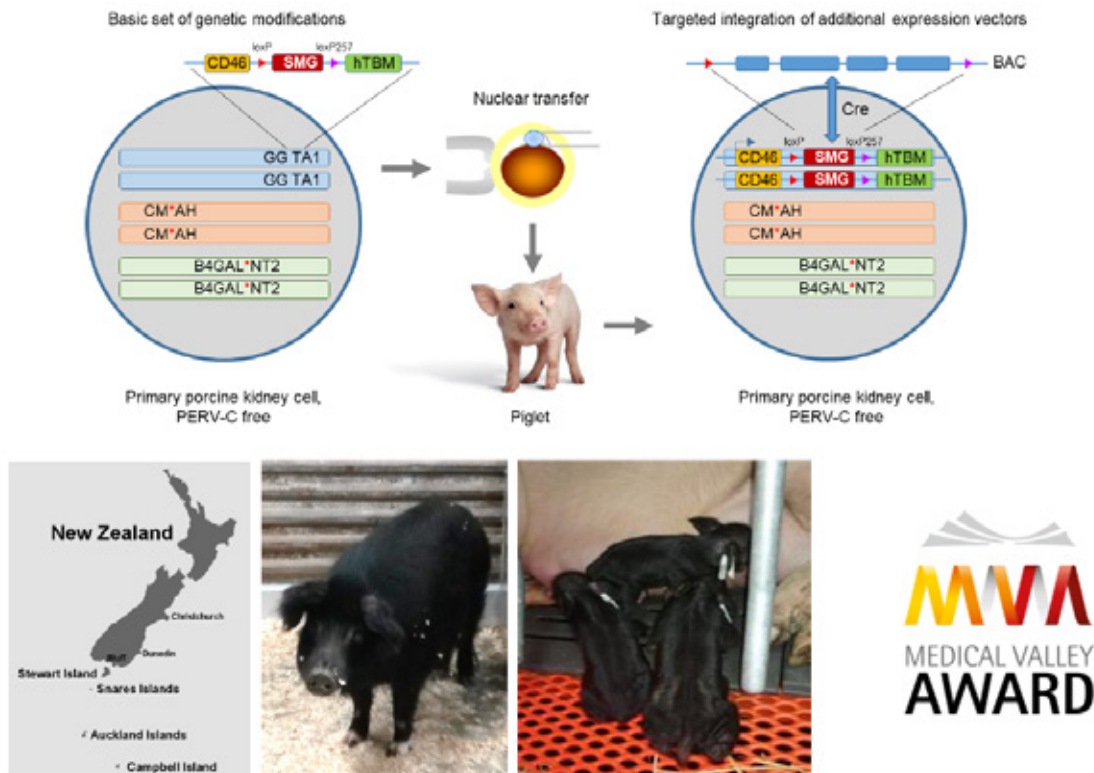 Basic set of genetic modifications
loxP loxP257
CD46 SMG hTBM
GG TA1
GG TA1
CM*AH
CM*AH
B4GAL*NT2
B4GAL*NT2
Primary porcine kidney cell,
PERV-C free
Nuclear transfer
Piglet
Targeted integration of additional expression vectors
BAC
Cre
loxP loxP257
CD46 SMG hTBM
CD46 SMG hTBM
CM*AH
CM*AH
B4GAL*NT2
B4GAL*NT2
Primary porcine kidney cell,
PERV-C free
New Zealand
Christchurch
Dunedin
Bluff
Stewart Island
Snares Islands
Auckland Islands
Campbell Island
MVA
MEDICAL VALLEY
AWARD